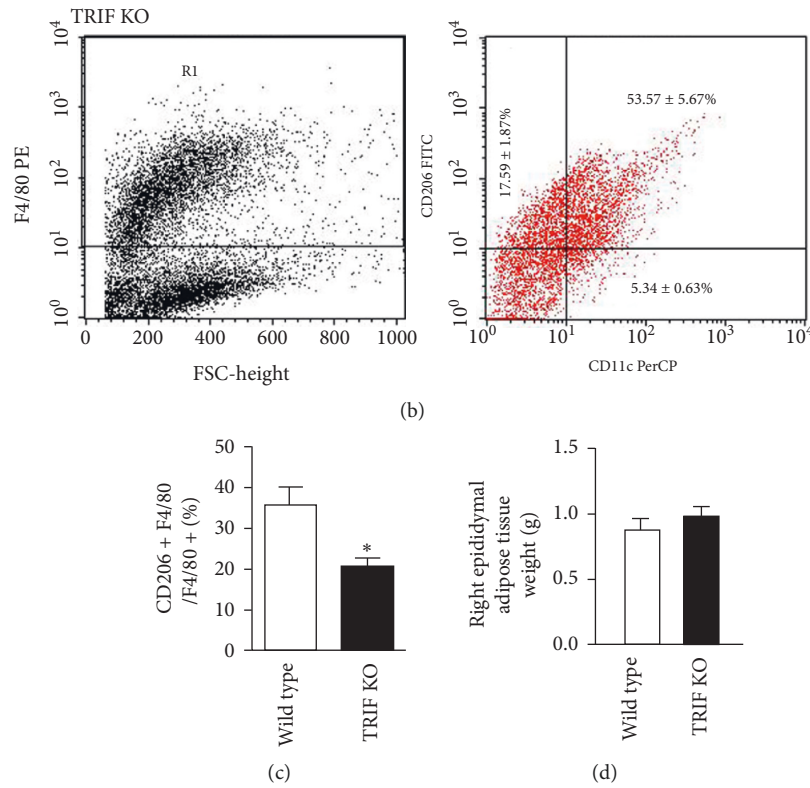 TRIF KO
10^4
10^3
10^2
10^1
10^0
F4/80 PE
R1
0 200 400 600 800 1000
FSC-height
10^4
10^3
10^2
10^1
10^0
CD206 FITC
17.59 ± 1.87%
53.57 ± 5.67%
5.34 ± 0.63%
10^0 10^1 10^2 10^3 10^4
CD11c PerCP
(b)
50
40
30
20
10
0
CD206 + F4/80
/F4/80 + (%)
*
Wild type
TRIF KO
(c)
1.5
1.0
0.5
0.0
Right epididymal
adipose tissue
weight (g)
Wild type
TRIF KO
(d)